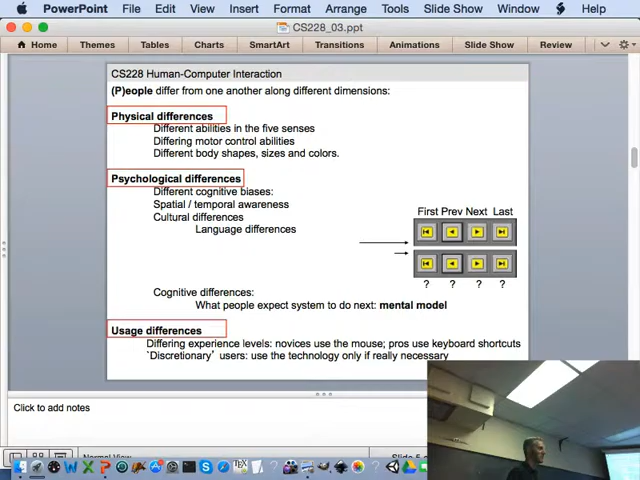 PowerPoint File Edit View Insert Format Arrange Tools Slide Show Window Help
CS228_03.ppt
Home Themes Tables Charts SmartArt Transitions Animations Slide Show Review
CS228 Human-Computer Interaction
(P)eople differ from one another along different dimensions:
Physical differences
Different abilities in the five senses
Differing motor control abilities
Different body shapes, sizes and colors.
Psychological differences
Different cognitive biases:
Spatial / temporal awareness
Cultural differences
Language differences
First Prev Next Last
? ? ? ?
Cognitive differences:
What people expect system to do next: mental model
Usage differences
Differing experience levels: novices use the mouse; pros use keyboard shortcuts
`Discretionary' users: use the technology only if really necessary
Click to add notes
Normal View
Slide 5